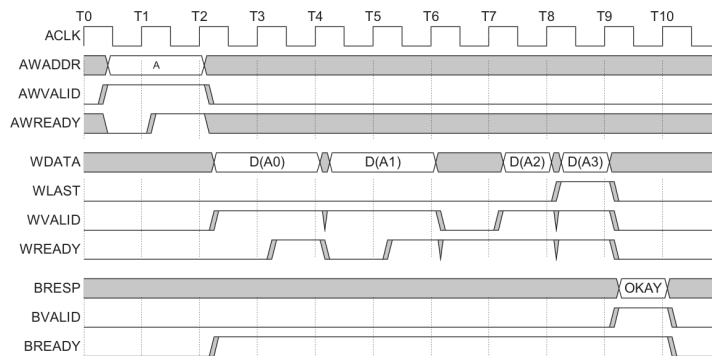 T0 T1 T2 T3 T4 T5 T6 T7 T8 T9 T10
ACLK
AWADDR A
AWVALID
AWREADY
WDATA D(A0) D(A1) D(A2) D(A3)
WLAST
WVALID
WREADY
BRESP OKAY
BVALID
BREADY